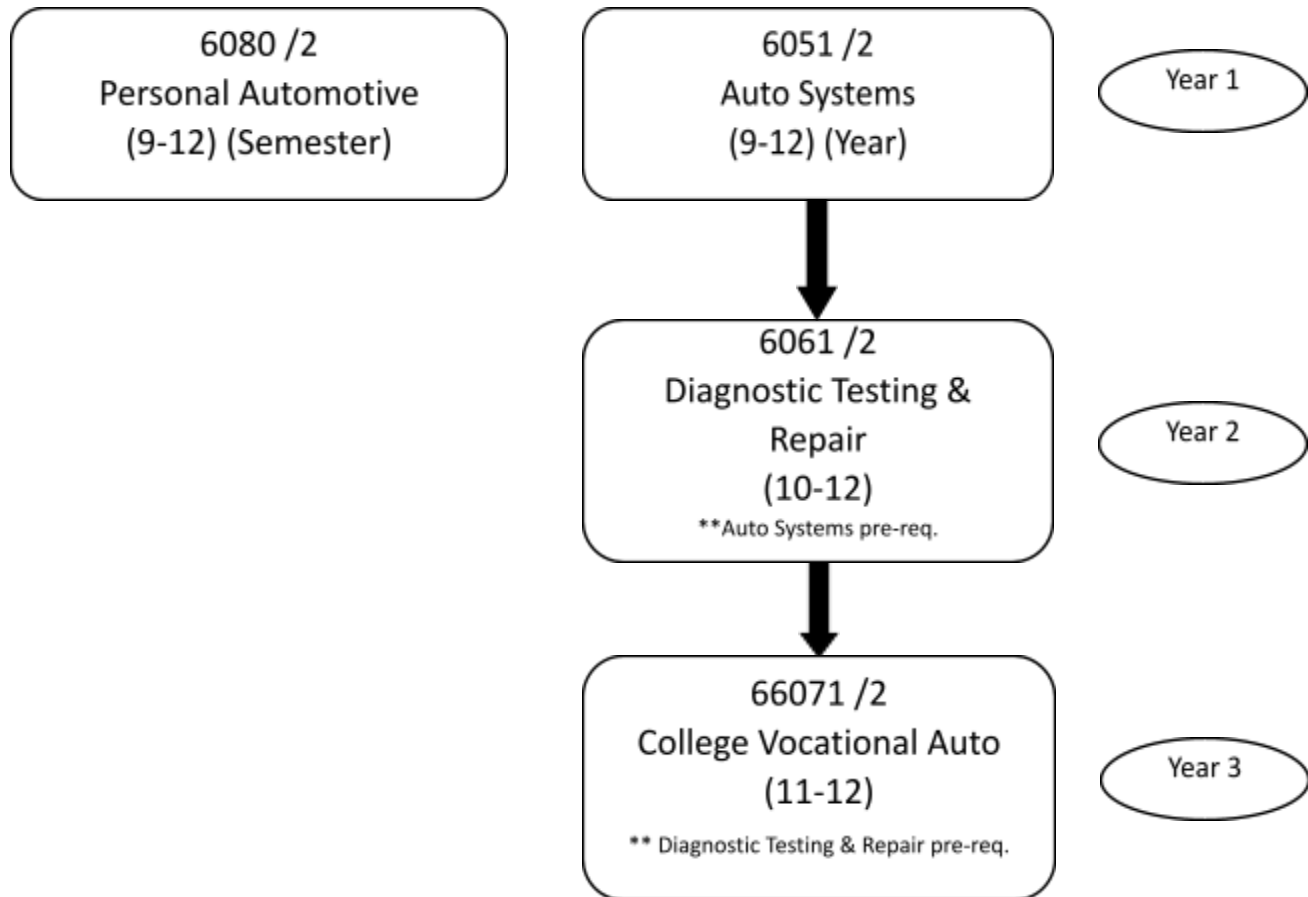 6080 /2
Personal Automotive
(9-12) (Semester)
6051 /2
Auto Systems
(9-12) (Year)
Year 1
6061 /2
Diagnostic Testing &
Repair
(10-12)
**Auto Systems pre-req.
Year 2
66071 /2
College Vocational Auto
(11-12)
** Diagnostic Testing & Repair pre-req.
Year 3